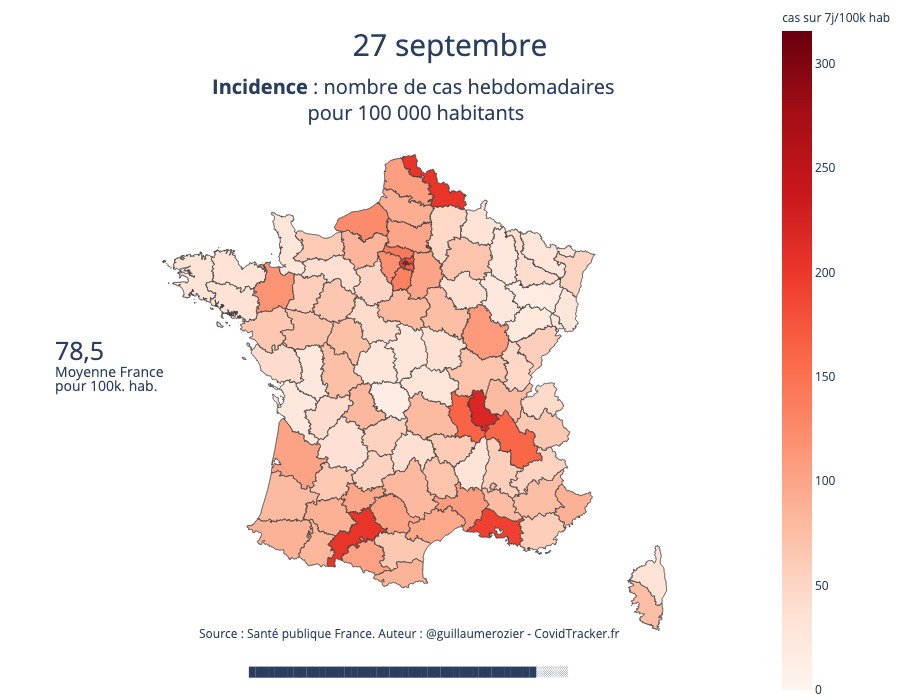 cas sur 7j/100k hab
27 septembre
Incidence : nombre de cas hebdomadaires
pour 100 000 habitants
300
250
200
150
100
50
0
78,5
Moyenne France
pour 100k. hab.
Source : Santé publique France. Auteur : @guillaumerozier - CovidTracker.fr